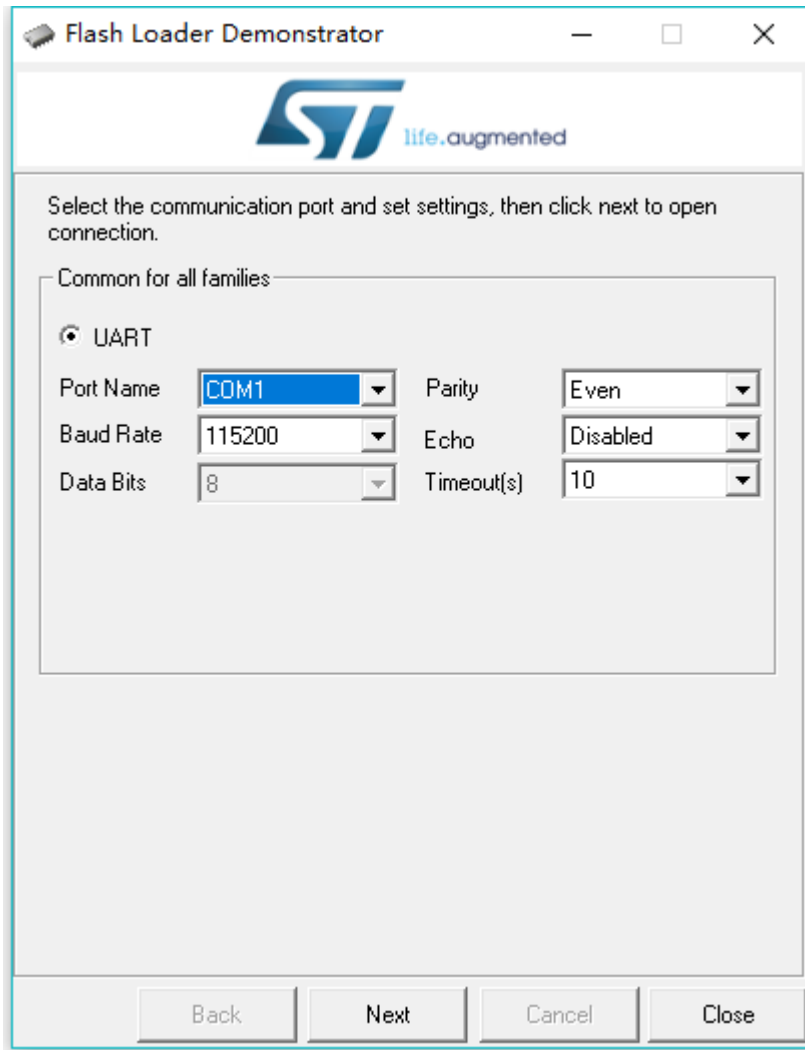 Flash Loader Demonstrator
ST life.augmented
Select the communication port and set settings, then click next to open
connection.
Common for all families
UART
Port Name COM1 Parity Even
Baud Rate 115200 Echo Disabled
Data Bits 8 Timeout(s) 10
Back Next Cancel Close